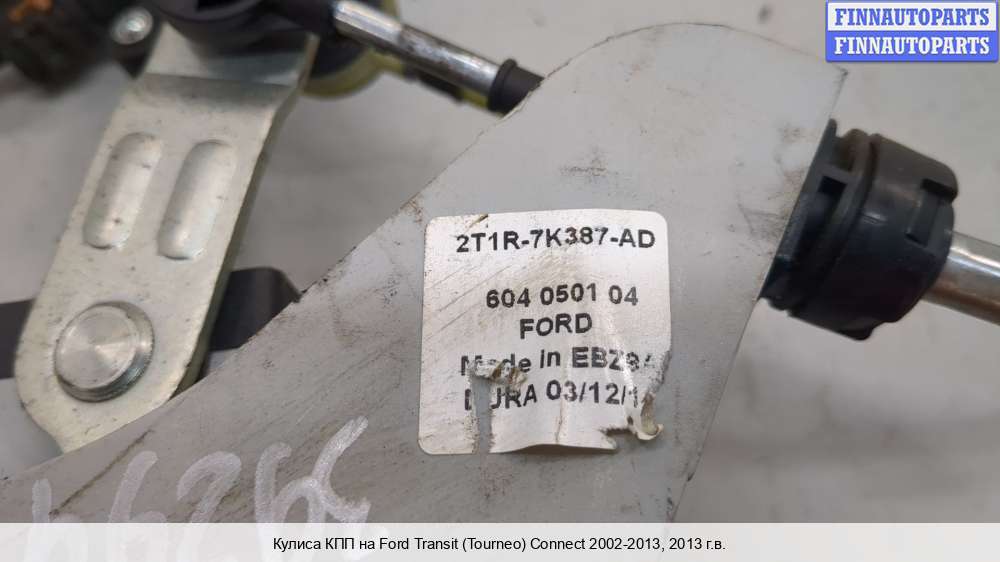 FINNAUTOPARTS
FINNAUTOPARTS
2T1R-7K387-AD
604 0501 04
FORD
Made in
DURA
Кулиса КПП на Ford Transit (Tourneo) Connect 2002-2013, 2013 г.в.